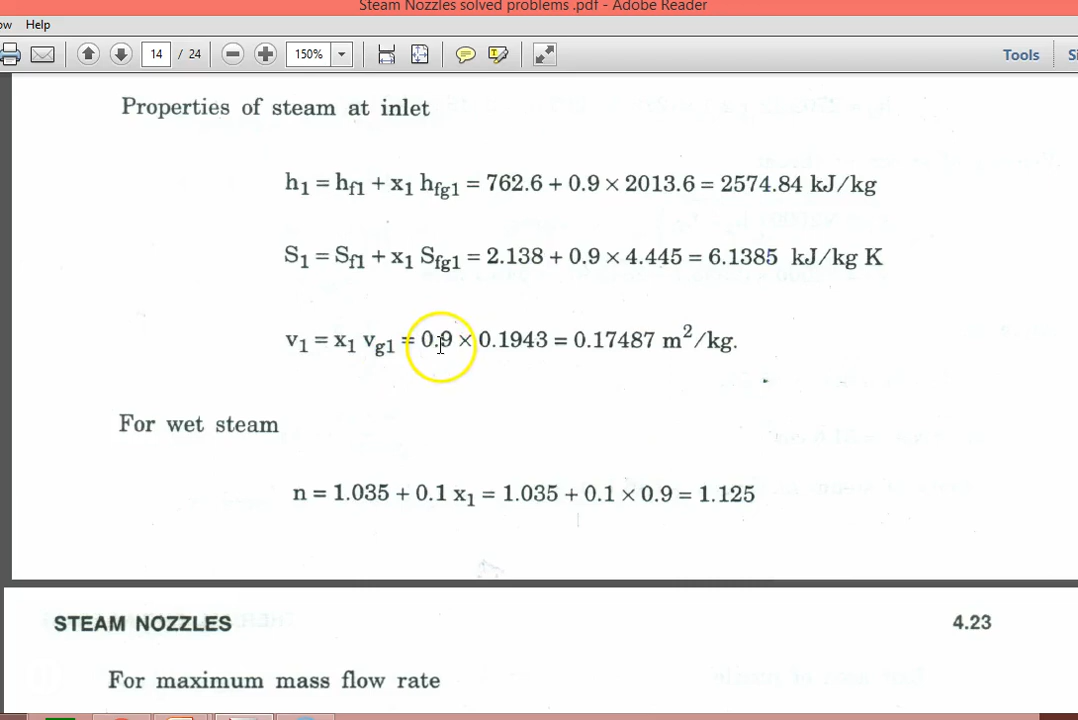 Steam Nozzles solved problems .pdf - Adobe Reader
ow Help
14 / 24 150% Tools
Properties of steam at inlet
h1 = hf1 + x1 hfg1 = 762.6 + 0.9 × 2013.6 = 2574.84 kJ/kg
S1 = Sf1 + x1 Sfg1 = 2.138 + 0.9 × 4.445 = 6.1385 kJ/kg K
v1 = x1 vg1 = 0.9 × 0.1943 = 0.17487 m²/kg.
For wet steam
n = 1.035 + 0.1 x1 = 1.035 + 0.1 × 0.9 = 1.125
STEAM NOZZLES 4.23
For maximum mass flow rate